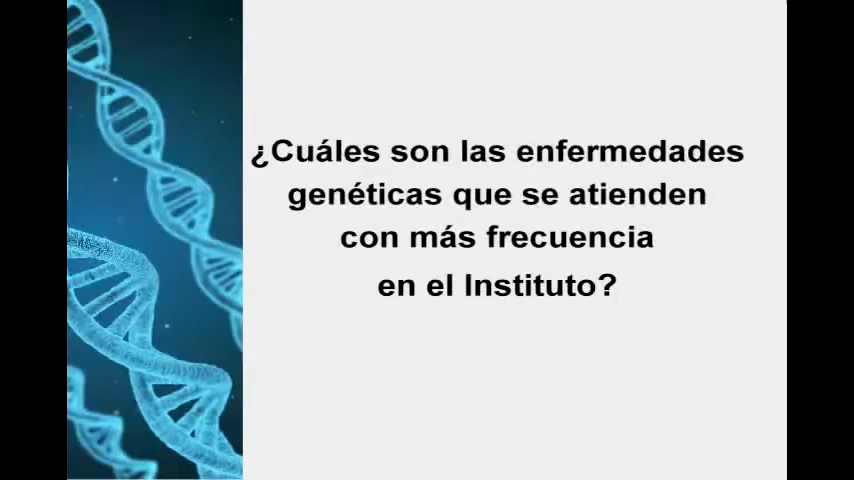 ¿Cuáles son las enfermedades
genéticas que se atienden
con más frecuencia
en el Instituto?